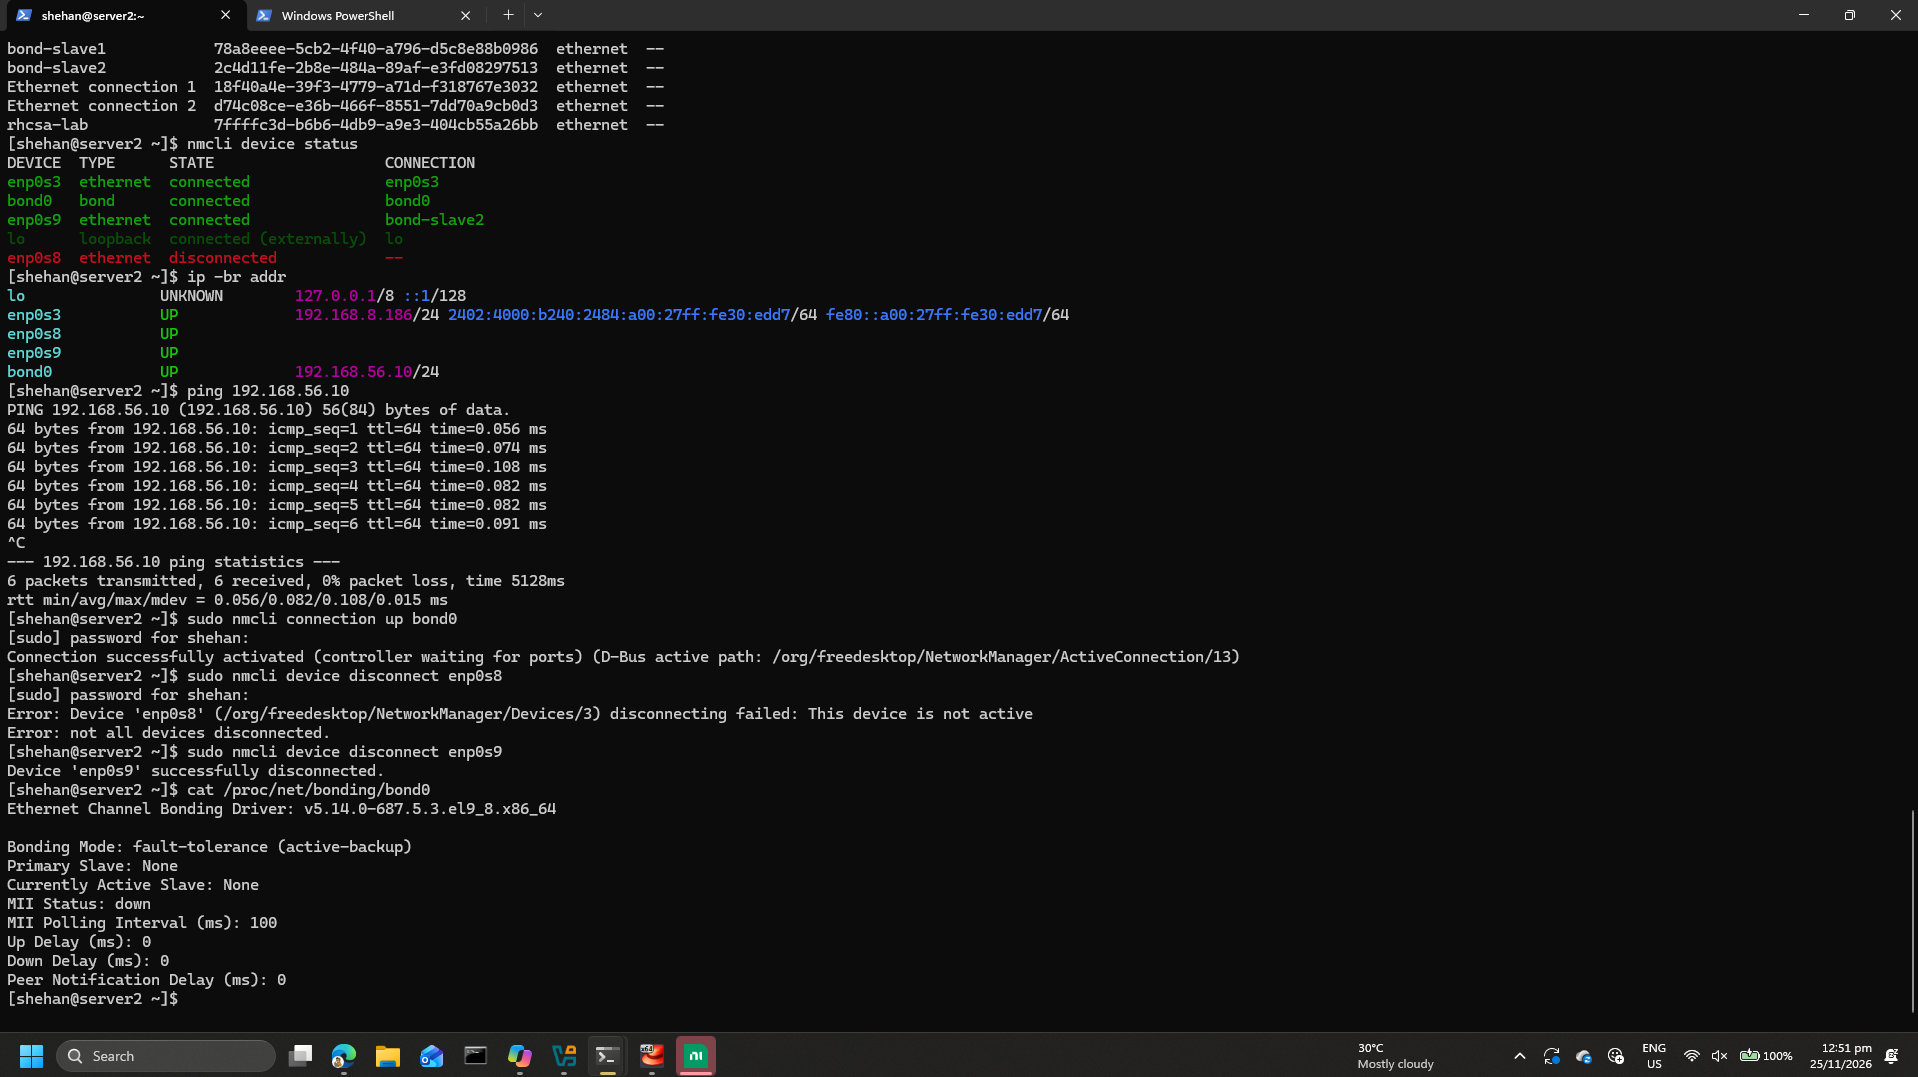 shehan@server2:~
Windows PowerShell
bond-slave1            78a8eeee-5cb2-4f40-a796-d5c8e88b0986  ethernet  --
bond-slave2            2c4d11fe-2b8e-484a-89af-e3fd08297513  ethernet  --
Ethernet connection 1  18f40a4e-39f3-4779-a71d-f318767e3032  ethernet  --
Ethernet connection 2  d74c08ce-e36b-466f-8551-7dd70a9cb0d3  ethernet  --
rhcsa-lab              7ffffc3d-b6b6-4db9-a9e3-404cb55a26bb  ethernet  --
[shehan@server2 ~]$ nmcli device status
DEVICE  TYPE      STATE                   CONNECTION
enp0s3  ethernet  connected               enp0s3
bond0   bond      connected               bond0
enp0s9  ethernet  connected               bond-slave2
lo      loopback  connected (externally)  lo
enp0s8  ethernet  disconnected            --
[shehan@server2 ~]$ ip -br addr
lo               UNKNOWN        127.0.0.1/8 ::1/128
enp0s3           UP             192.168.8.186/24 2402:4000:b240:2484:a00:27ff:fe30:edd7/64 fe80::a00:27ff:fe30:edd7/64
enp0s8           UP
enp0s9           UP
bond0            UP             192.168.56.10/24
[shehan@server2 ~]$ ping 192.168.56.10
PING 192.168.56.10 (192.168.56.10) 56(84) bytes of data.
64 bytes from 192.168.56.10: icmp_seq=1 ttl=64 time=0.056 ms
64 bytes from 192.168.56.10: icmp_seq=2 ttl=64 time=0.074 ms
64 bytes from 192.168.56.10: icmp_seq=3 ttl=64 time=0.108 ms
64 bytes from 192.168.56.10: icmp_seq=4 ttl=64 time=0.082 ms
64 bytes from 192.168.56.10: icmp_seq=5 ttl=64 time=0.082 ms
64 bytes from 192.168.56.10: icmp_seq=6 ttl=64 time=0.091 ms
^C
--- 192.168.56.10 ping statistics ---
6 packets transmitted, 6 received, 0% packet loss, time 5128ms
rtt min/avg/max/mdev = 0.056/0.082/0.108/0.015 ms
[shehan@server2 ~]$ sudo nmcli connection up bond0
[sudo] password for shehan:
Connection successfully activated (controller waiting for ports) (D-Bus active path: /org/freedesktop/NetworkManager/ActiveConnection/13)
[shehan@server2 ~]$ sudo nmcli device disconnect enp0s8
[sudo] password for shehan:
Error: Device 'enp0s8' (/org/freedesktop/NetworkManager/Devices/3) disconnecting failed: This device is not active
Error: not all devices disconnected.
[shehan@server2 ~]$ sudo nmcli device disconnect enp0s9
Device 'enp0s9' successfully disconnected.
[shehan@server2 ~]$ cat /proc/net/bonding/bond0
Ethernet Channel Bonding Driver: v5.14.0-687.5.3.el9_8.x86_64
Bonding Mode: fault-tolerance (active-backup)
Primary Slave: None
Currently Active Slave: None
MII Status: down
MII Polling Interval (ms): 100
Up Delay (ms): 0
Down Delay (ms): 0
Peer Notification Delay (ms): 0
[shehan@server2 ~]$
Search
30°C
Mostly cloudy
ENG
US
100%
12:51 pm
25/11/2026